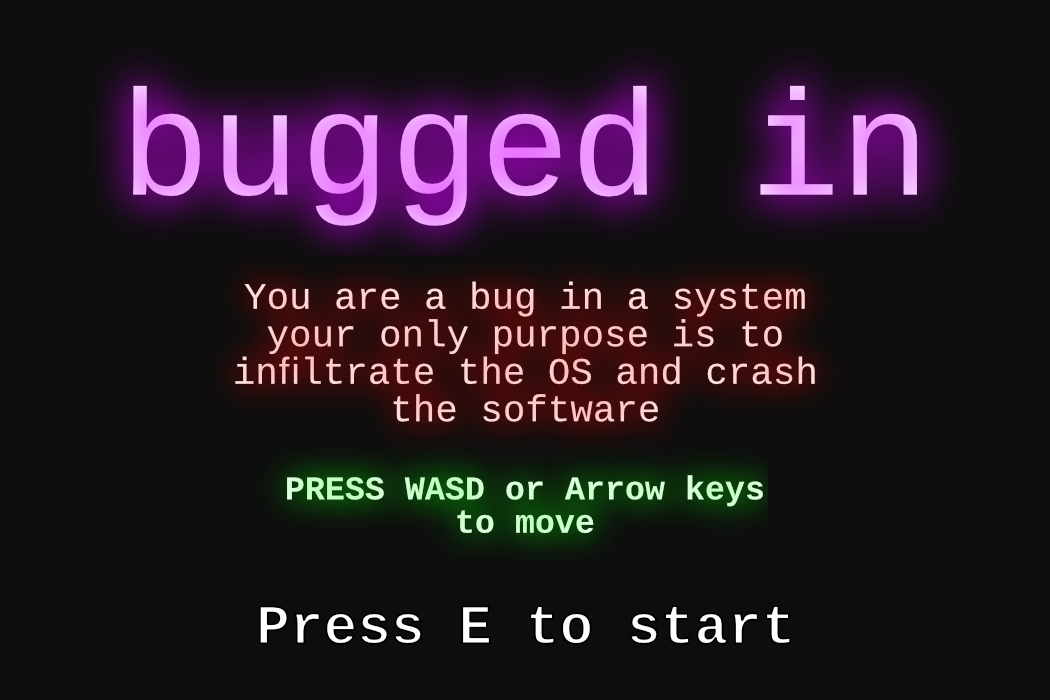 bugged in
You are a bug in a system
your only purpose is to
infiltrate the OS and crash
the software
PRESS WASD or Arrow keys
to move
Press E to start